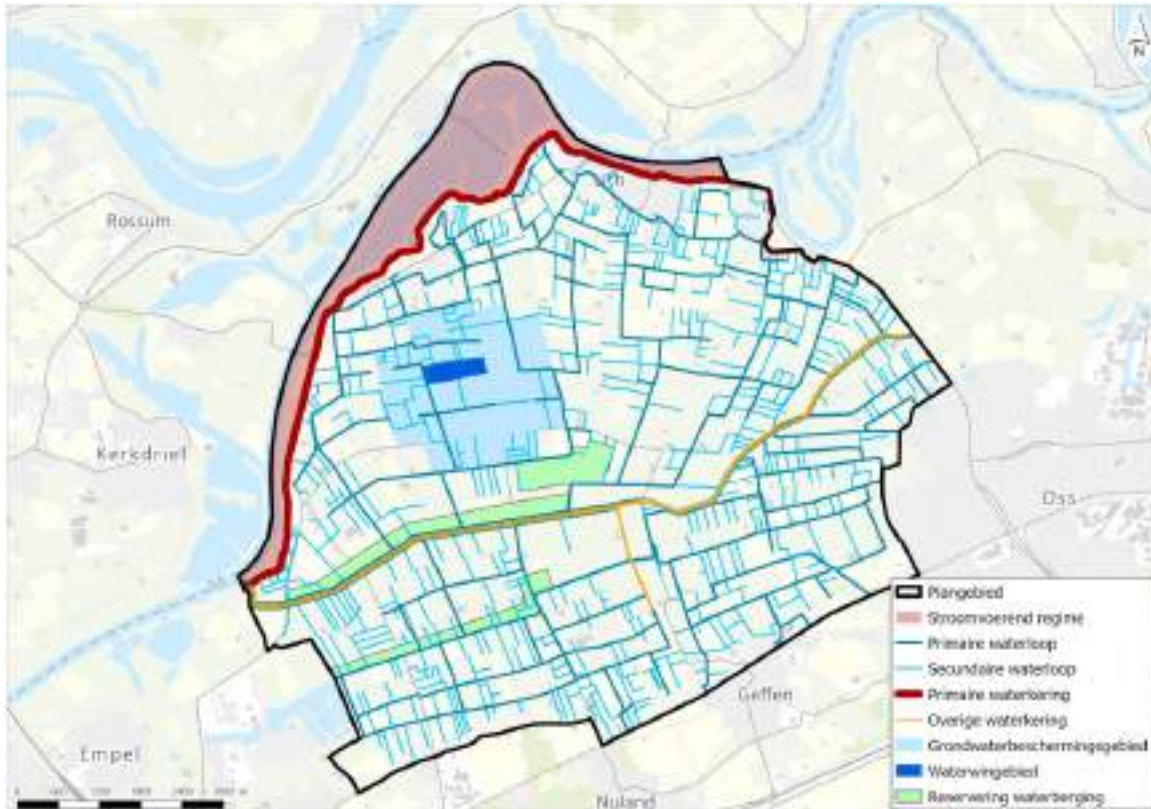 N
Rossum
Kerkdriel
Oss
Geffen
Empel
Nuland
Plangebied
Stroomvoerend regime
Primaire waterloop
Secundaire waterloop
Primaire waterkering
Overige waterkering
Grondwaterbeschermingsgebied
Waterwingebied
Reservering waterberging